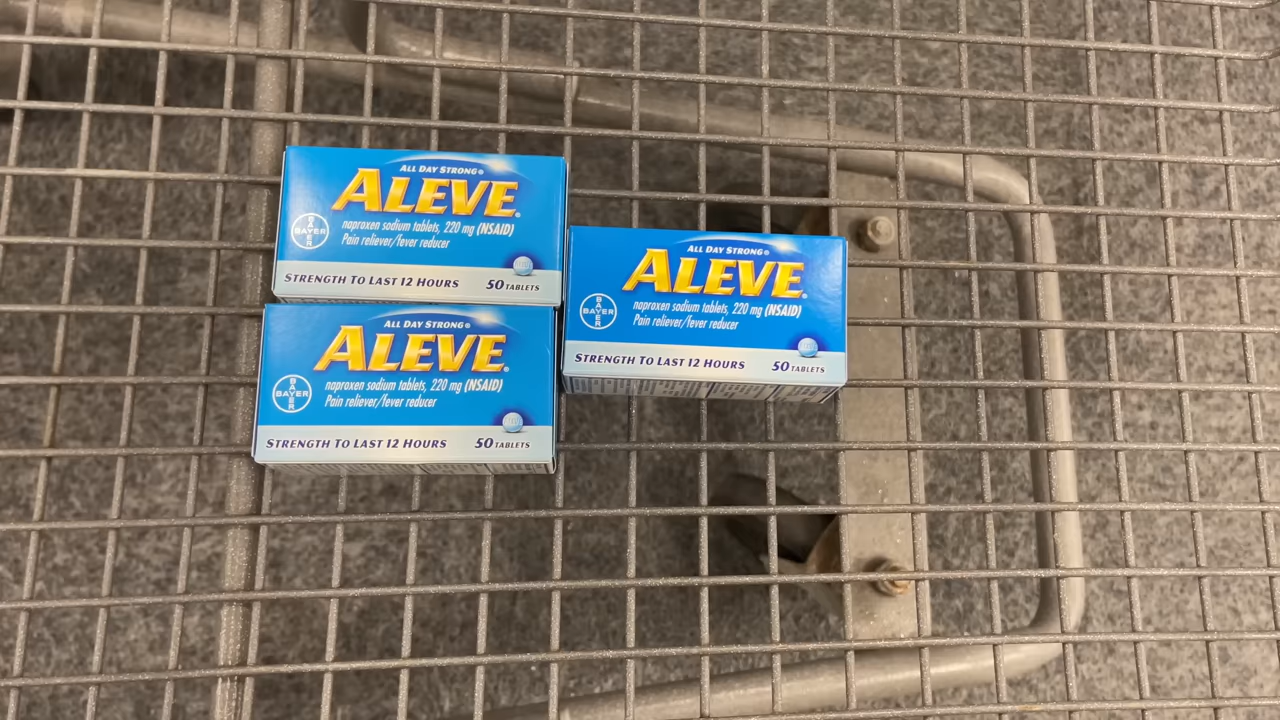 ALL DAY STRONG®
ALEVE®
BAYER
BAYER
naproxen sodium tablets, 220 mg (NSAID)
Pain reliever/fever reducer
STRENGTH TO LAST 12 HOURS
50 TABLETS
ALL DAY STRONG®
ALEVE®
BAYER
BAYER
naproxen sodium tablets, 220 mg (NSAID)
Pain reliever/fever reducer
STRENGTH TO LAST 12 HOURS
50 TABLETS
ALL DAY STRONG®
ALEVE®
BAYER
BAYER
naproxen sodium tablets, 220 mg (NSAID)
Pain reliever/fever reducer
STRENGTH TO LAST 12 HOURS
50 TABLETS